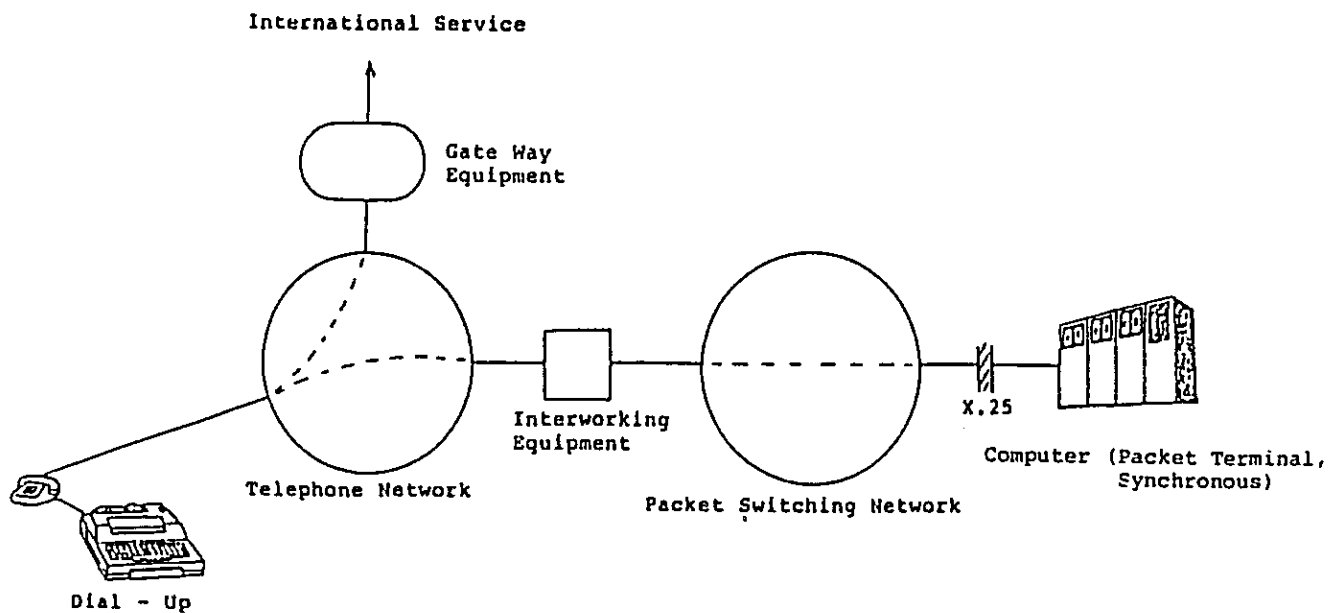 International Service
Gate Way
Equipment
Interworking
Equipment
X.25
Computer (Packet Terminal,
Synchronous)
Telephone Network
Packet Switching Network
Dial - Up